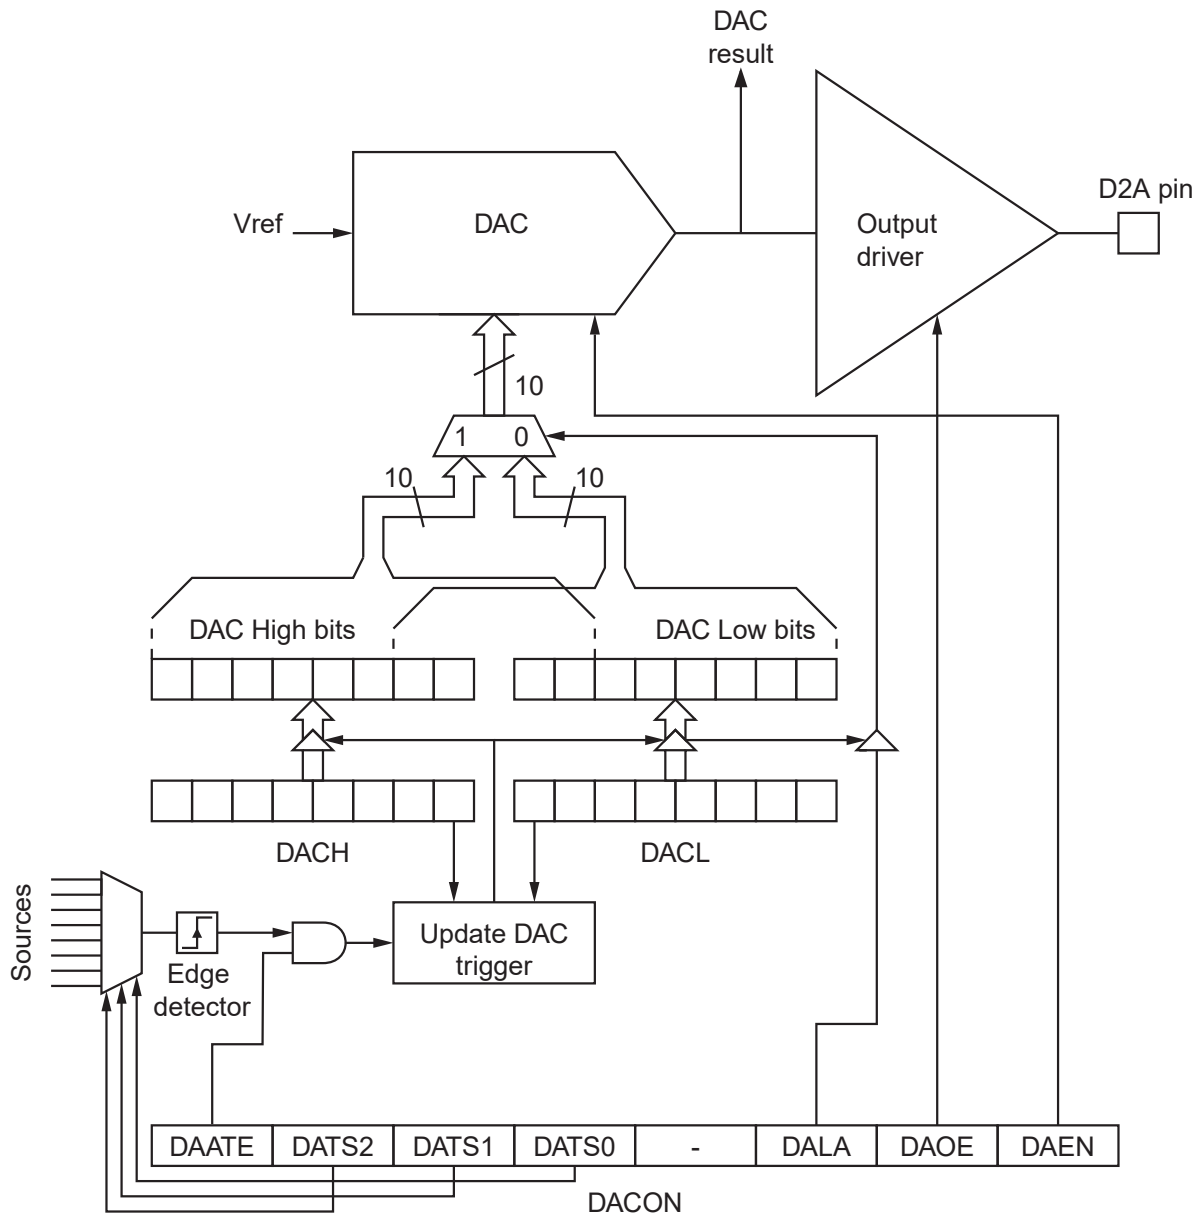 DAC
result
D2A pin
Vref
DAC
Output
driver
10
1 0
10 10
DAC High bits DAC Low bits
DACH DACL
Sources
Update DAC
trigger
Edge
detector
DAATE DATS2 DATS1 DATS0 - DALA DAOE DAEN
DACON